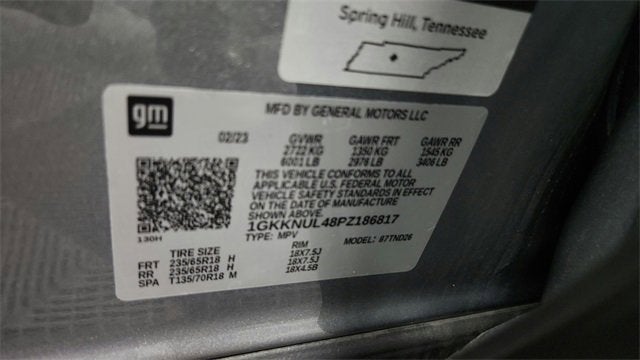 Spring Hill, Tennessee
gm
MFD BY GENERAL MOTORS LLC
02/23 GVWR GAWR FRT GAWR RR
2722 KG 1350 KG 1545 KG
6001 LB 2976 LB 3406 LB
THIS VEHICLE CONFORMS TO ALL
APPLICABLE U.S. FEDERAL MOTOR
VEHICLE SAFETY STANDARDS IN EFFECT
ON THE DATE OF MANUFACTURE
SHOWN ABOVE.
1GKKNUL48PZ186817
130H TYPE: MPV MODEL: 87TND26
TIRE SIZE RIM
FRT 235/65R18 H 18X7.5J
RR 235/65R18 H 18X7.5J
SPA T135/70R18 M 18X4.5B